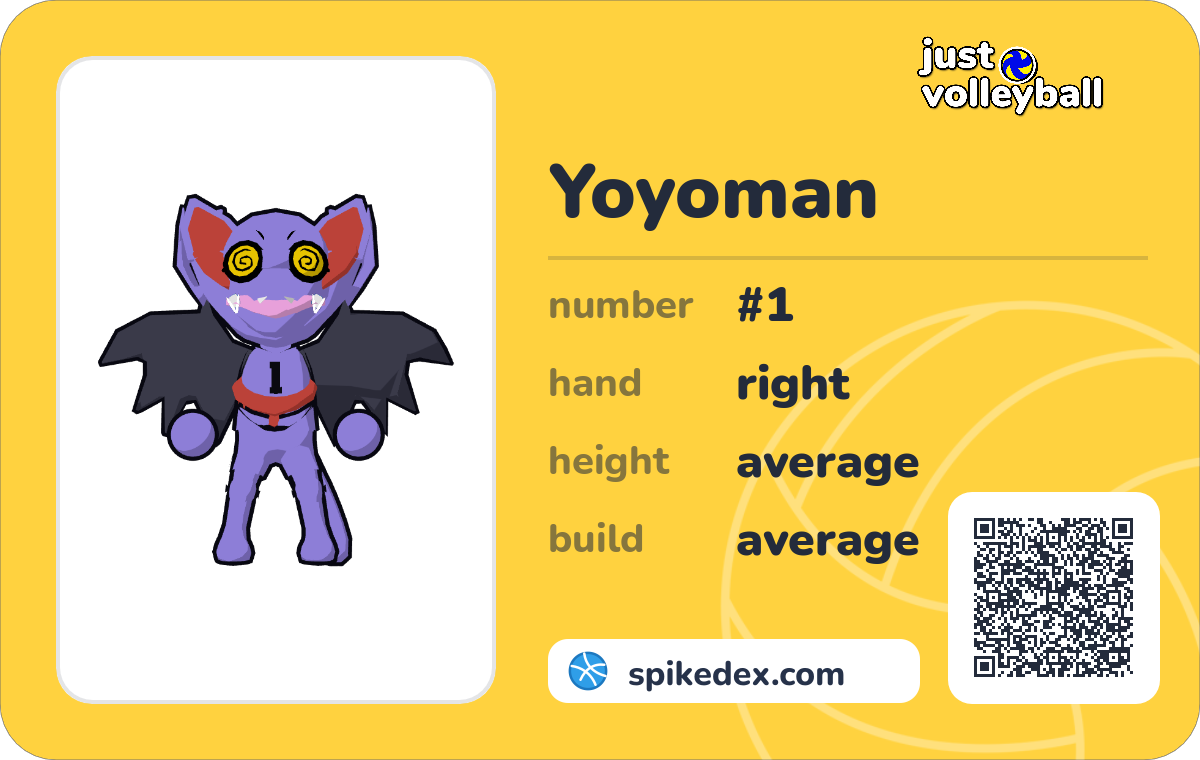 just
volleyball
Yoyoman
number #1
hand right
height average
build average
1
spikedex.com